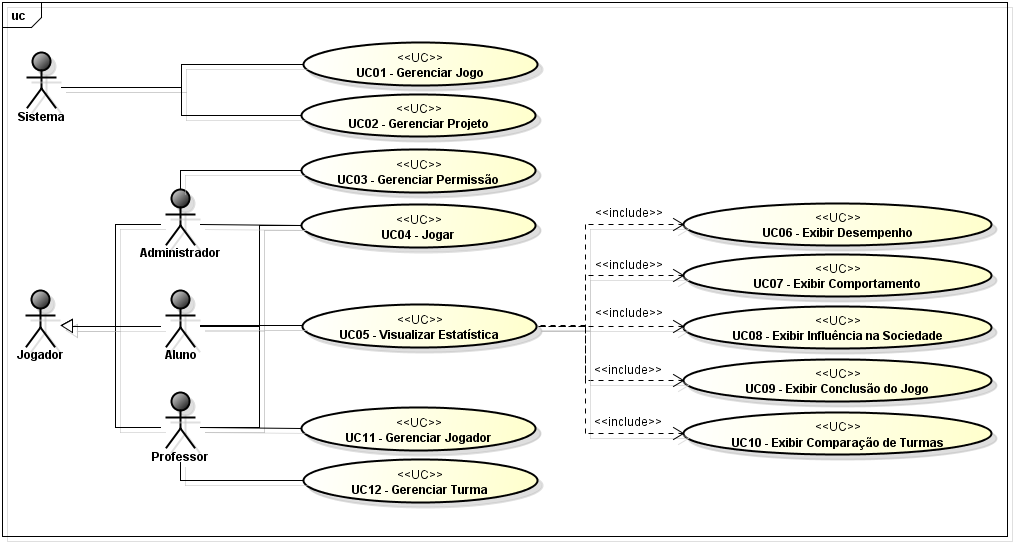 uc
<<UC>>
UC01 - Gerenciar Jogo
Sistema
<<UC>>
UC02 - Gerenciar Projeto
<<UC>>
UC03 - Gerenciar Permissão
Administrador
<<UC>>
UC04 - Jogar
<<include>>
<<UC>>
UC06 - Exibir Desempenho
<<include>>
<<UC>>
UC07 - Exibir Comportamento
Jogador
Aluno
<<UC>>
UC05 - Visualizar Estatística
<<include>>
<<UC>>
UC08 - Exibir Influência na Sociedade
<<include>>
<<UC>>
UC09 - Exibir Conclusão do Jogo
<<include>>
<<UC>>
UC10 - Exibir Comparação de Turmas
Professor
<<UC>>
UC11 - Gerenciar Jogador
<<UC>>
UC12 - Gerenciar Turma